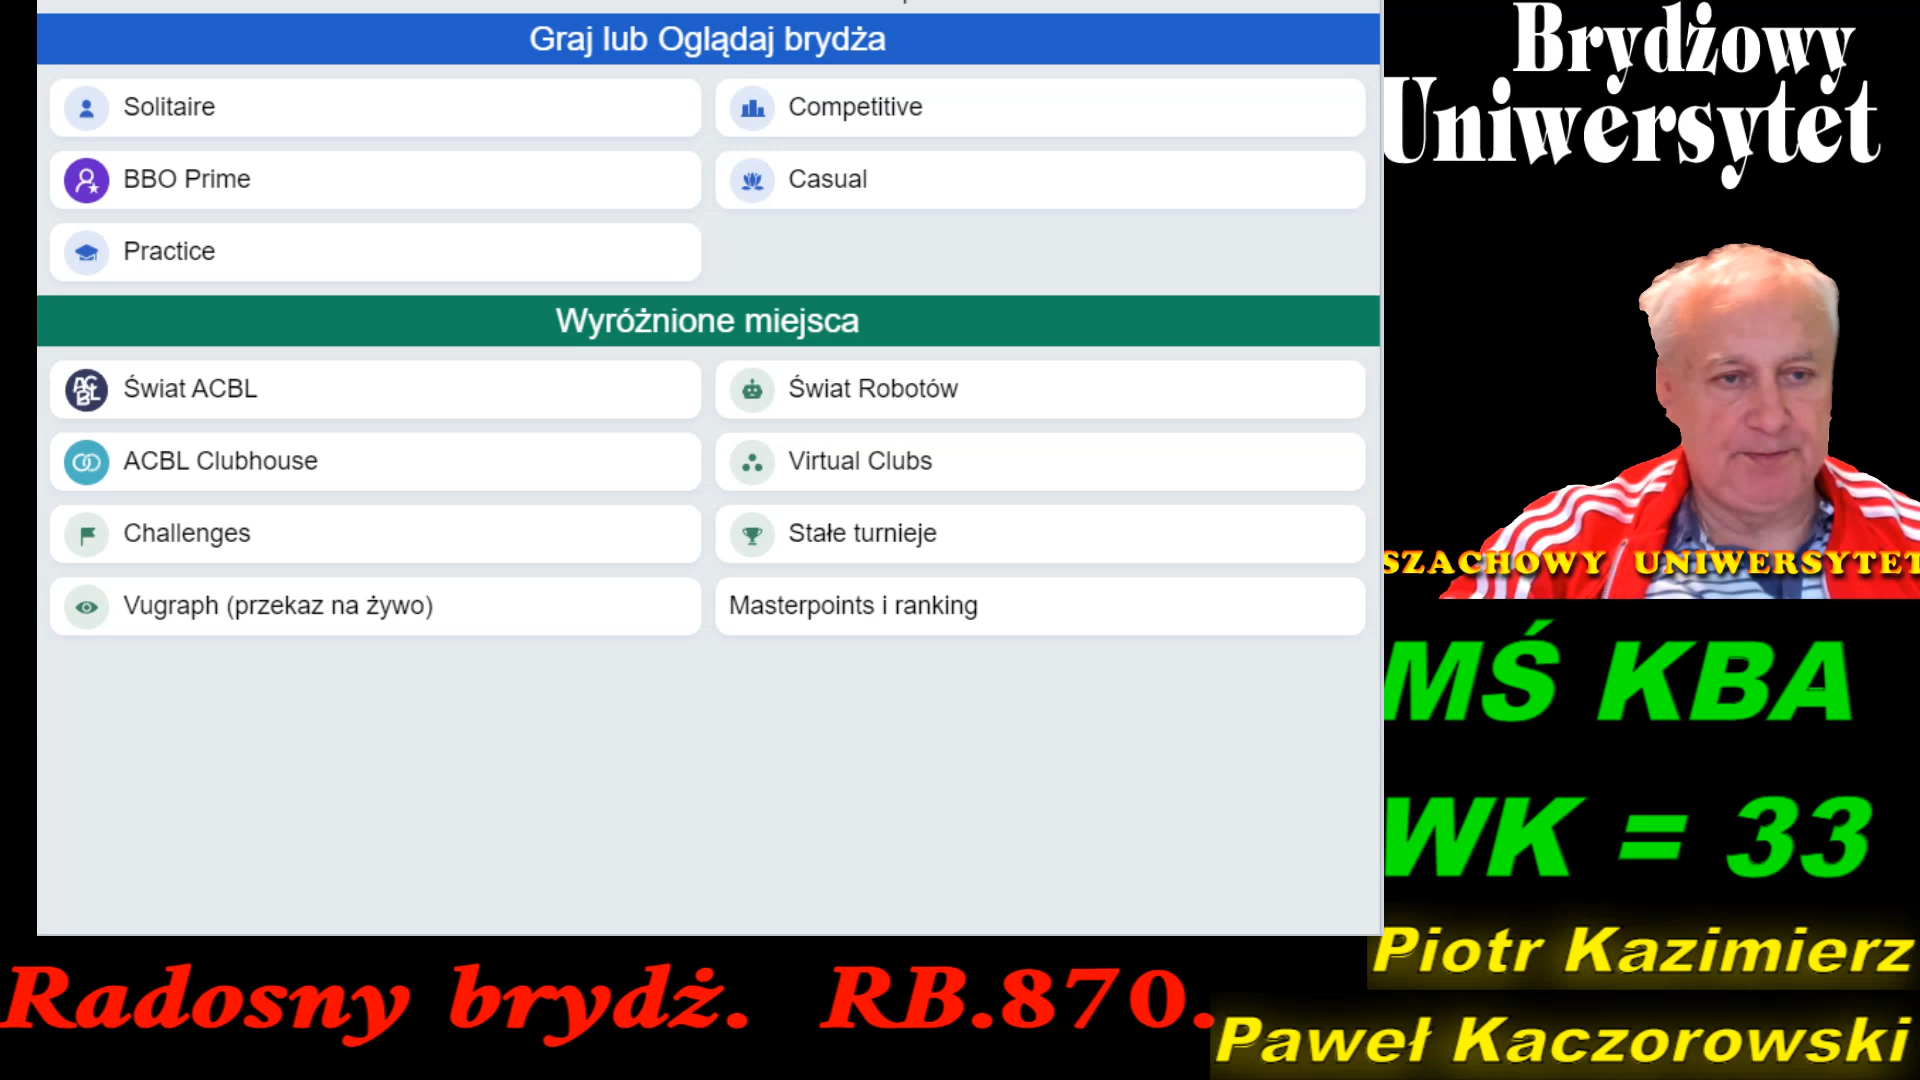 Graj lub Oglądaj brydża
Solitaire
Competitive
BBO Prime
Casual
Practice
Wyróżnione miejsca
Świat ACBL
Świat Robotów
ACBL Clubhouse
Virtual Clubs
Challenges
Stałe turnieje
Vugraph (przekaz na żywo)
Masterpoints i ranking
Brydżowy
Uniwersytet
SZACHOWY UNIWERSYTET
MŚ KBA
WK = 33
Piotr Kazimierz
Paweł Kaczorowski
Radosny brydż. RB.870.